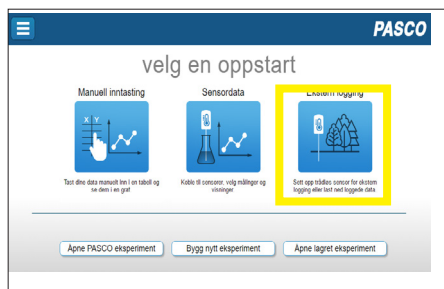 PASCO
velg en oppstart
Manuell inntasting
Sensordata
Ekstern logging
X Y
Tast dine data manuelt inn i en tabell og
se dem i en graf
Koble til sensorer, velg målinger og
visninger
Sett opp trådløs sensor for ekstern
logging eller last ned loggede data
Åpne PASCO eksperiment
Bygg nytt eksperiment
Åpne lagret eksperiment